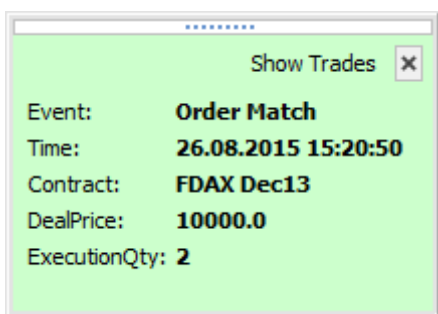 Show Trades
Event: Order Match
Time: 26.08.2015 15:20:50
Contract: FDAX Dec13
DealPrice: 10000.0
ExecutionQty: 2